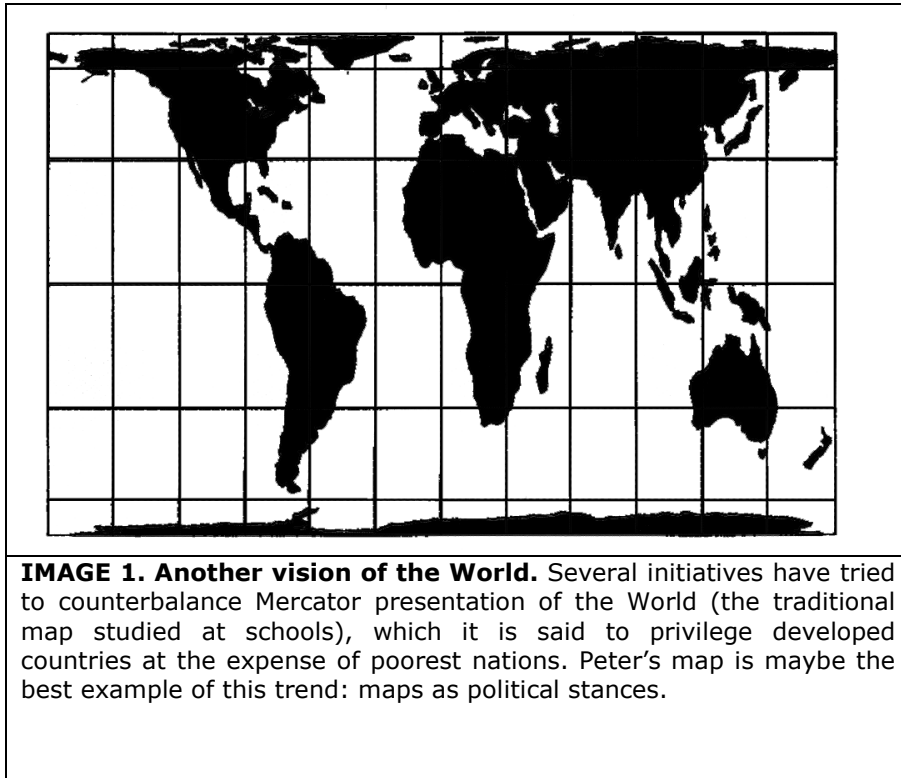 IMAGE 1. Another vision of the World. Several initiatives have tried
to counterbalance Mercator presentation of the World (the traditional
map studied at schools), which it is said to privilege developed
countries at the expense of poorest nations. Peter's map is maybe the
best example of this trend: maps as political stances.